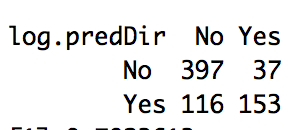 log.predDir No Yes
No 397 37
Yes 116 153